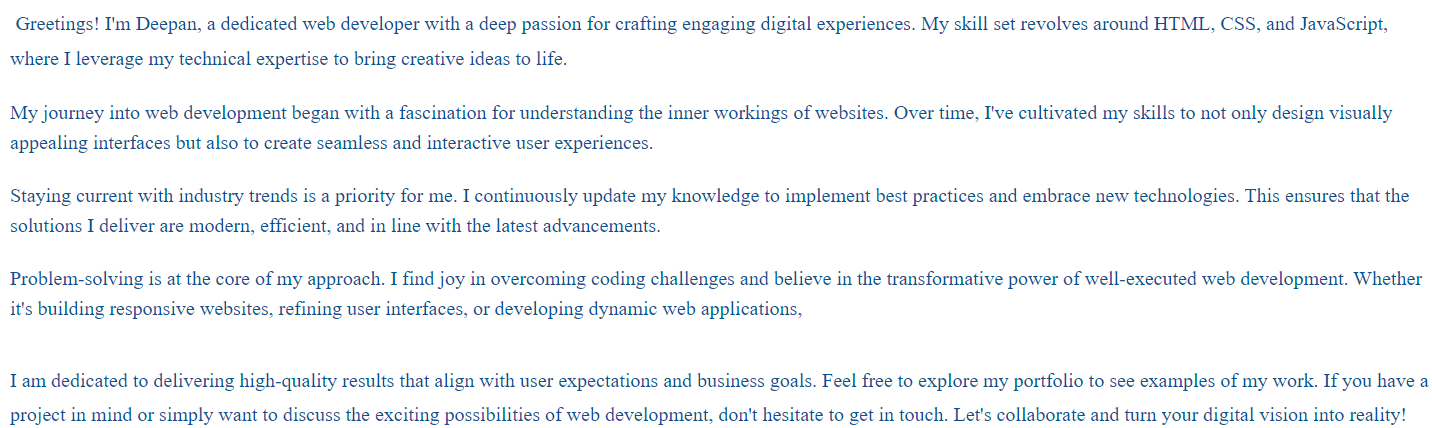 Greetings! I'm Deepan, a dedicated web developer with a deep passion for crafting engaging digital experiences. My skill set revolves around HTML, CSS, and JavaScript,
where I leverage my technical expertise to bring creative ideas to life.
My journey into web development began with a fascination for understanding the inner workings of websites. Over time, I've cultivated my skills to not only design visually
appealing interfaces but also to create seamless and interactive user experiences.
Staying current with industry trends is a priority for me. I continuously update my knowledge to implement best practices and embrace new technologies. This ensures that the
solutions I deliver are modern, efficient, and in line with the latest advancements.
Problem-solving is at the core of my approach. I find joy in overcoming coding challenges and believe in the transformative power of well-executed web development. Whether
it's building responsive websites, refining user interfaces, or developing dynamic web applications,
I am dedicated to delivering high-quality results that align with user expectations and business goals. Feel free to explore my portfolio to see examples of my work. If you have a
project in mind or simply want to discuss the exciting possibilities of web development, don't hesitate to get in touch. Let's collaborate and turn your digital vision into reality!